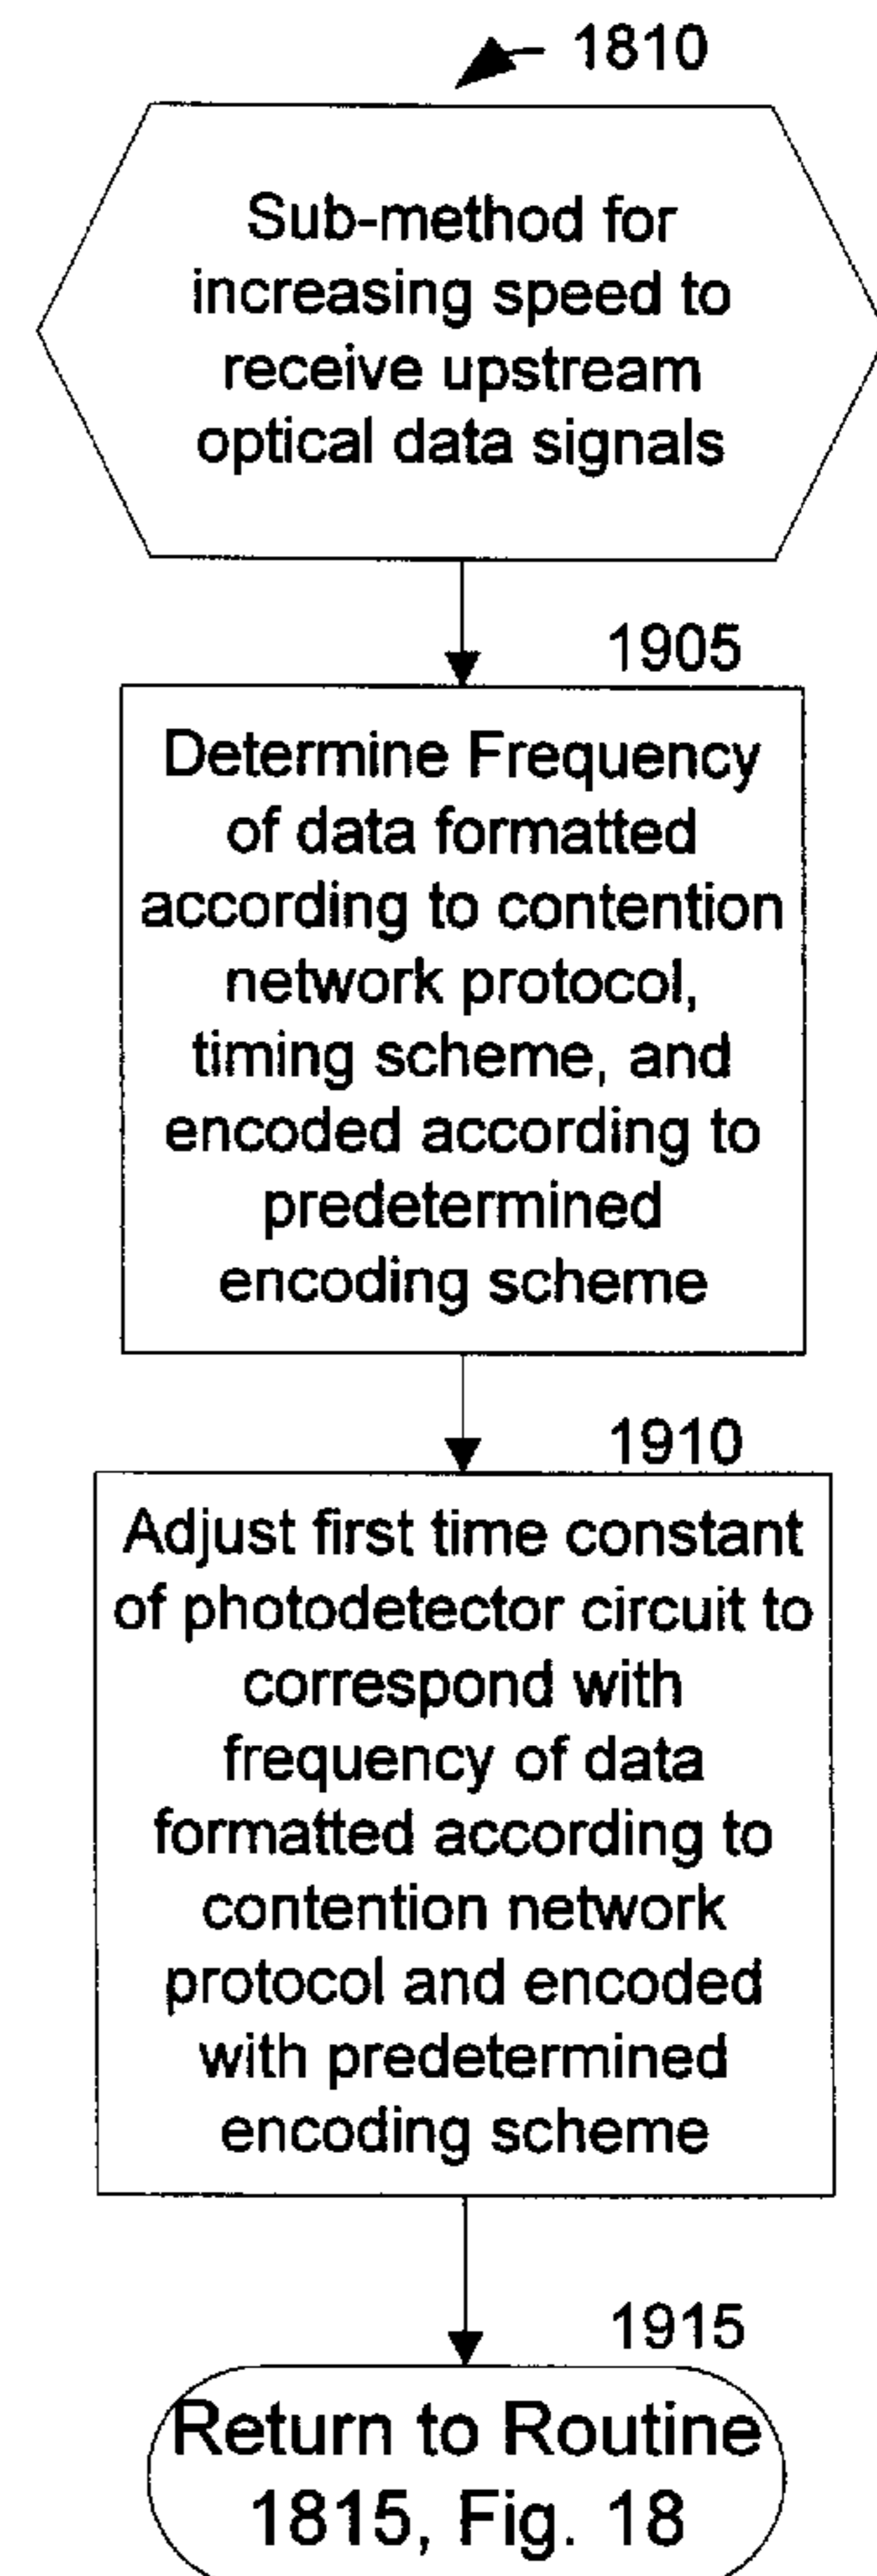 1810
Sub-method for
increasing speed to
receive upstream
optical data signals
1905
Determine Frequency
of data formatted
according to contention
network protocol,
timing scheme, and
encoded according to
predetermined
encoding scheme
1910
Adjust first time constant
of photodetector circuit to
correspond with
frequency of data
formatted according to
contention network
protocol and encoded
with predetermined
encoding scheme
1915
Return to Routine
1815, Fig. 18